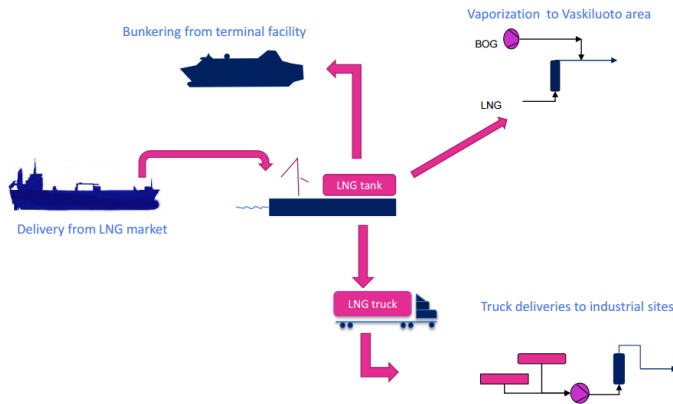 Vaporization to Vaskiluoto area
Bunkering from terminal facility
BOG
LNG
LNG tank
Delivery from LNG market
LNG truck
Truck deliveries to industrial sites